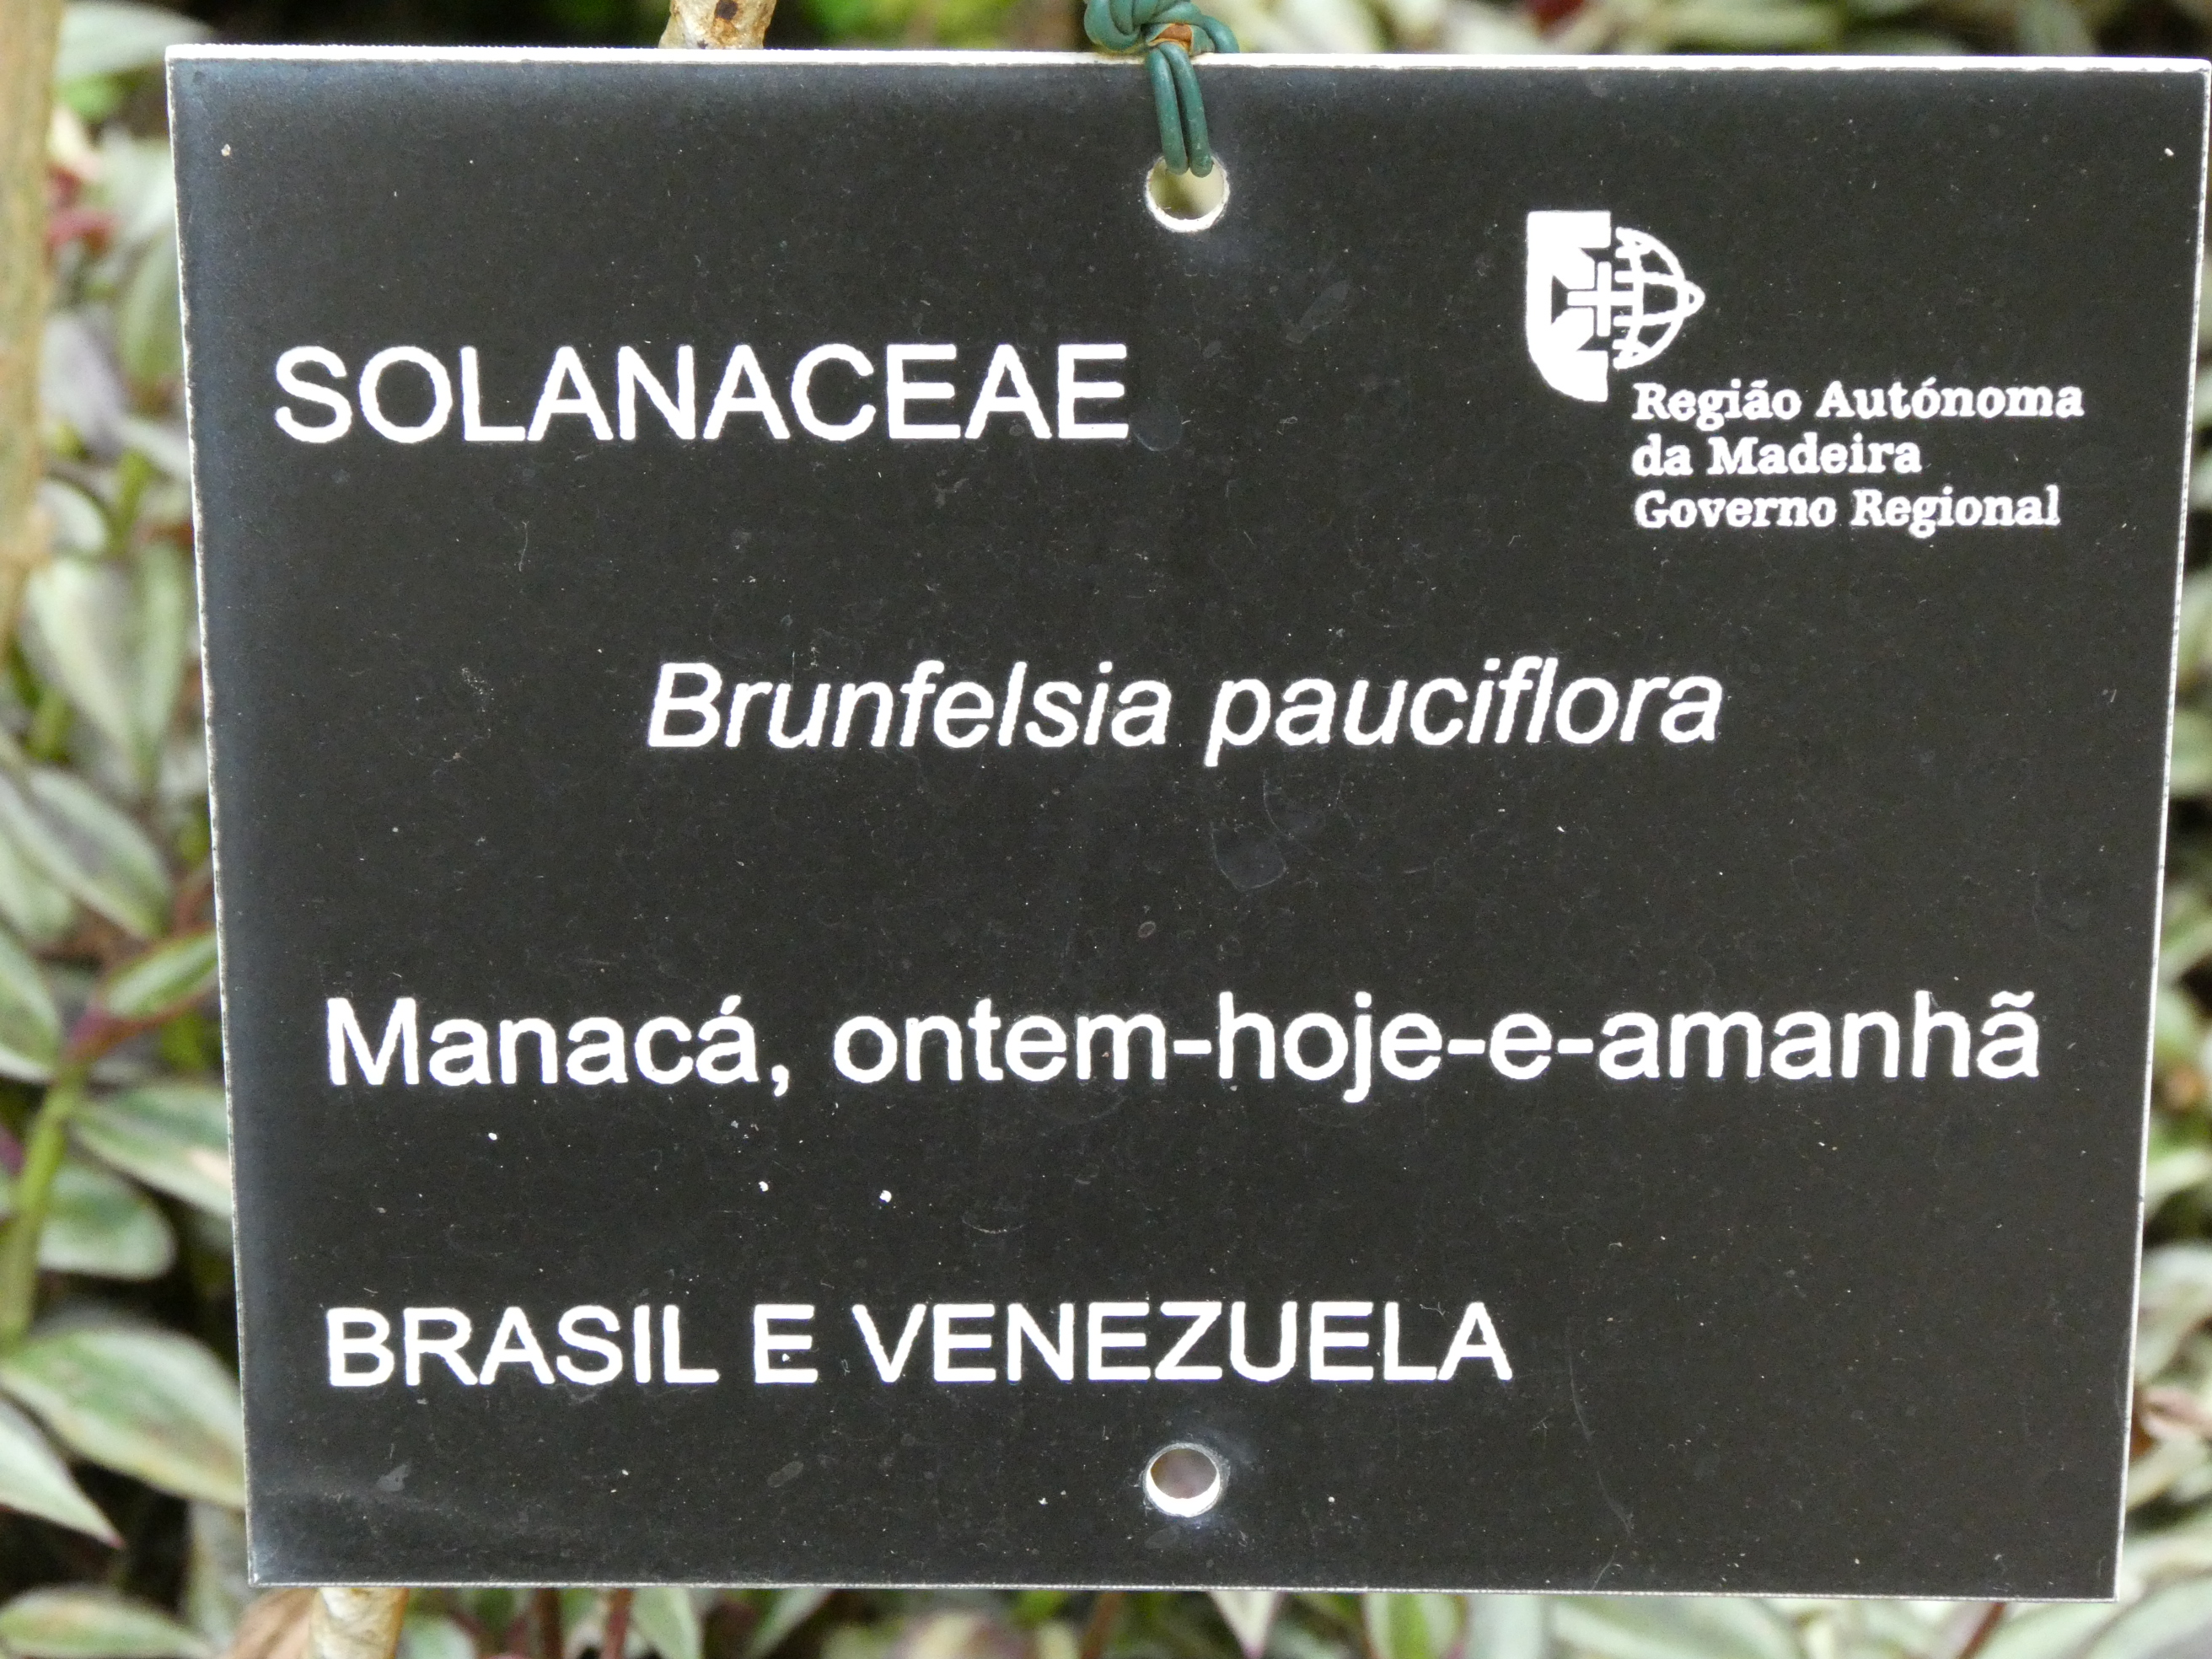 SOLANACEAE
Região Autónoma
da Madeira
Governo Regional
Brunfelsia pauciflora
Manacá, ontem-hoje-e-amanhã
BRASIL E VENEZUELA